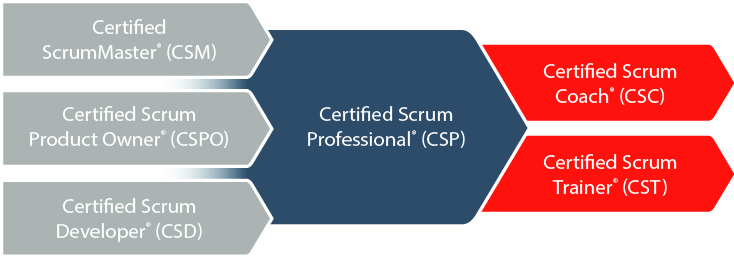 Certified
ScrumMaster® (CSM)
Certified Scrum
Product Owner® (CSPO)
Certified Scrum
Developer® (CSD)
Certified Scrum
Professional® (CSP)
Certified Scrum
Coach® (CSC)
Certified Scrum
Trainer® (CST)